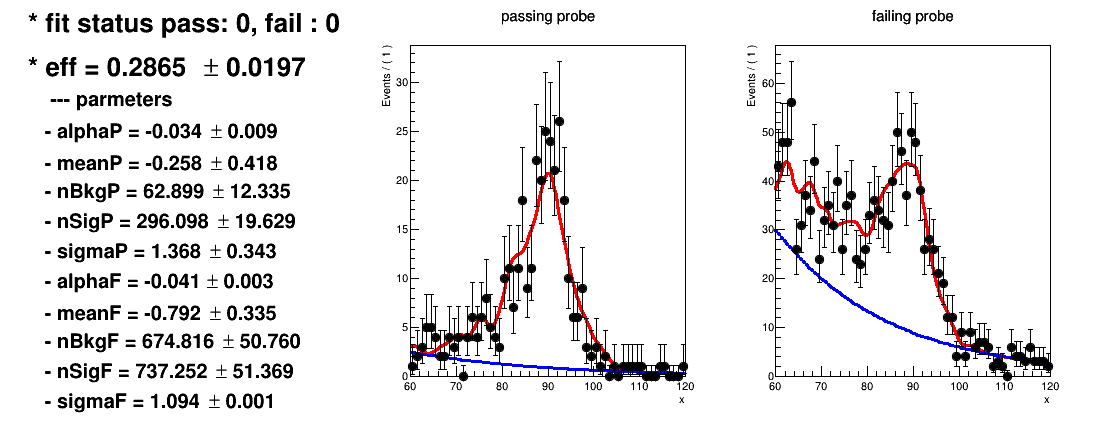 * fit status pass: 0, fail : 0
* eff = 0.2865 ± 0.0197
--- parmeters
- alphaP = -0.034 ± 0.009
- meanP = -0.258 ± 0.418
- nBkgP = 62.899 ± 12.335
- nSigP = 296.098 ± 19.629
- sigmaP = 1.368 ± 0.343
- alphaF = -0.041 ± 0.003
- meanF = -0.792 ± 0.335
- nBkgF = 674.816 ± 50.760
- nSigF = 737.252 ± 51.369
- sigmaF = 1.094 ± 0.001
passing probe
Events / ( 1 )
30
25
20
15
10
5
0
60 70 80 90 100 110 120
x
failing probe
Events / ( 1 )
60
50
40
30
20
10
0
60 70 80 90 100 110 120
x